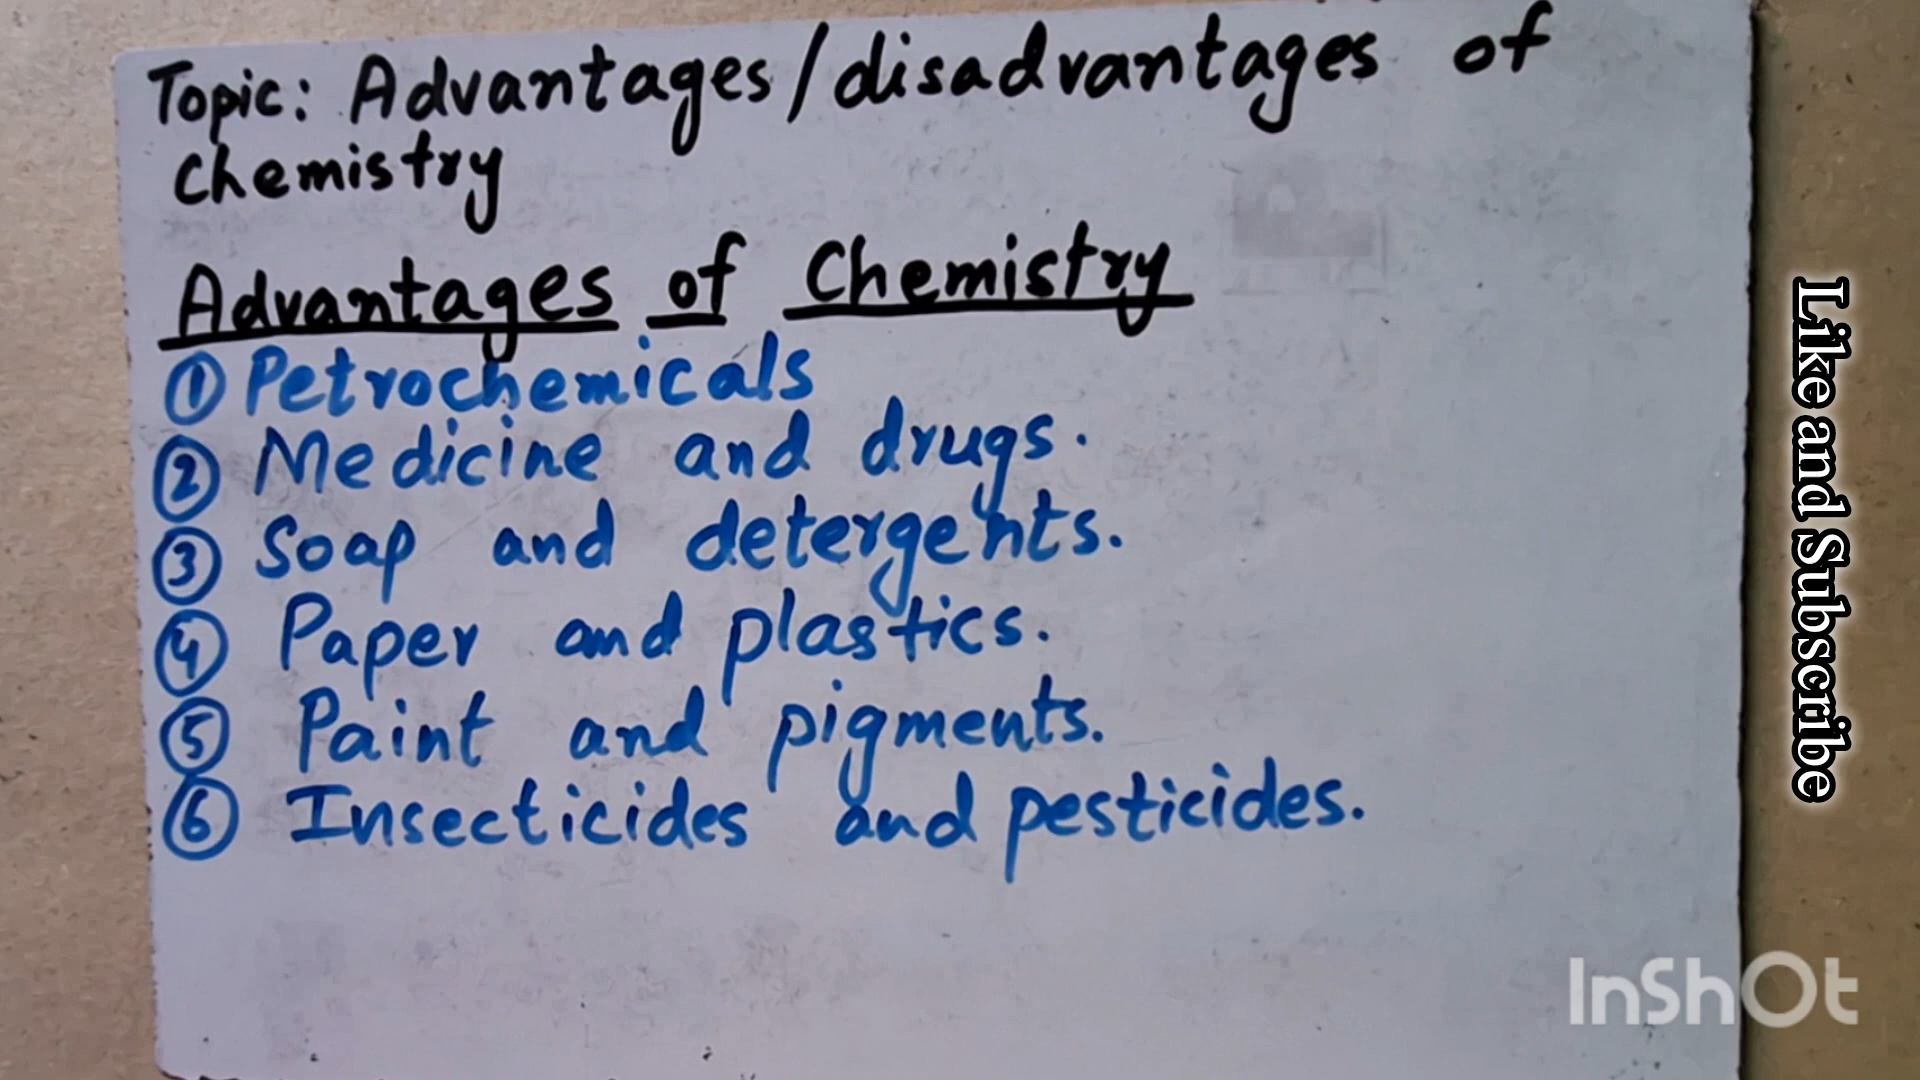 Topic: Advantages/disadvantages of
Chemistry
Advantages of Chemistry
① Petrochemicals
② Medicine and drugs.
③ Soap and detergents.
④ Paper and plastics.
⑤ Paint and pigments.
⑥ Insecticides and pesticides.
Like and Subscribe
InShOt